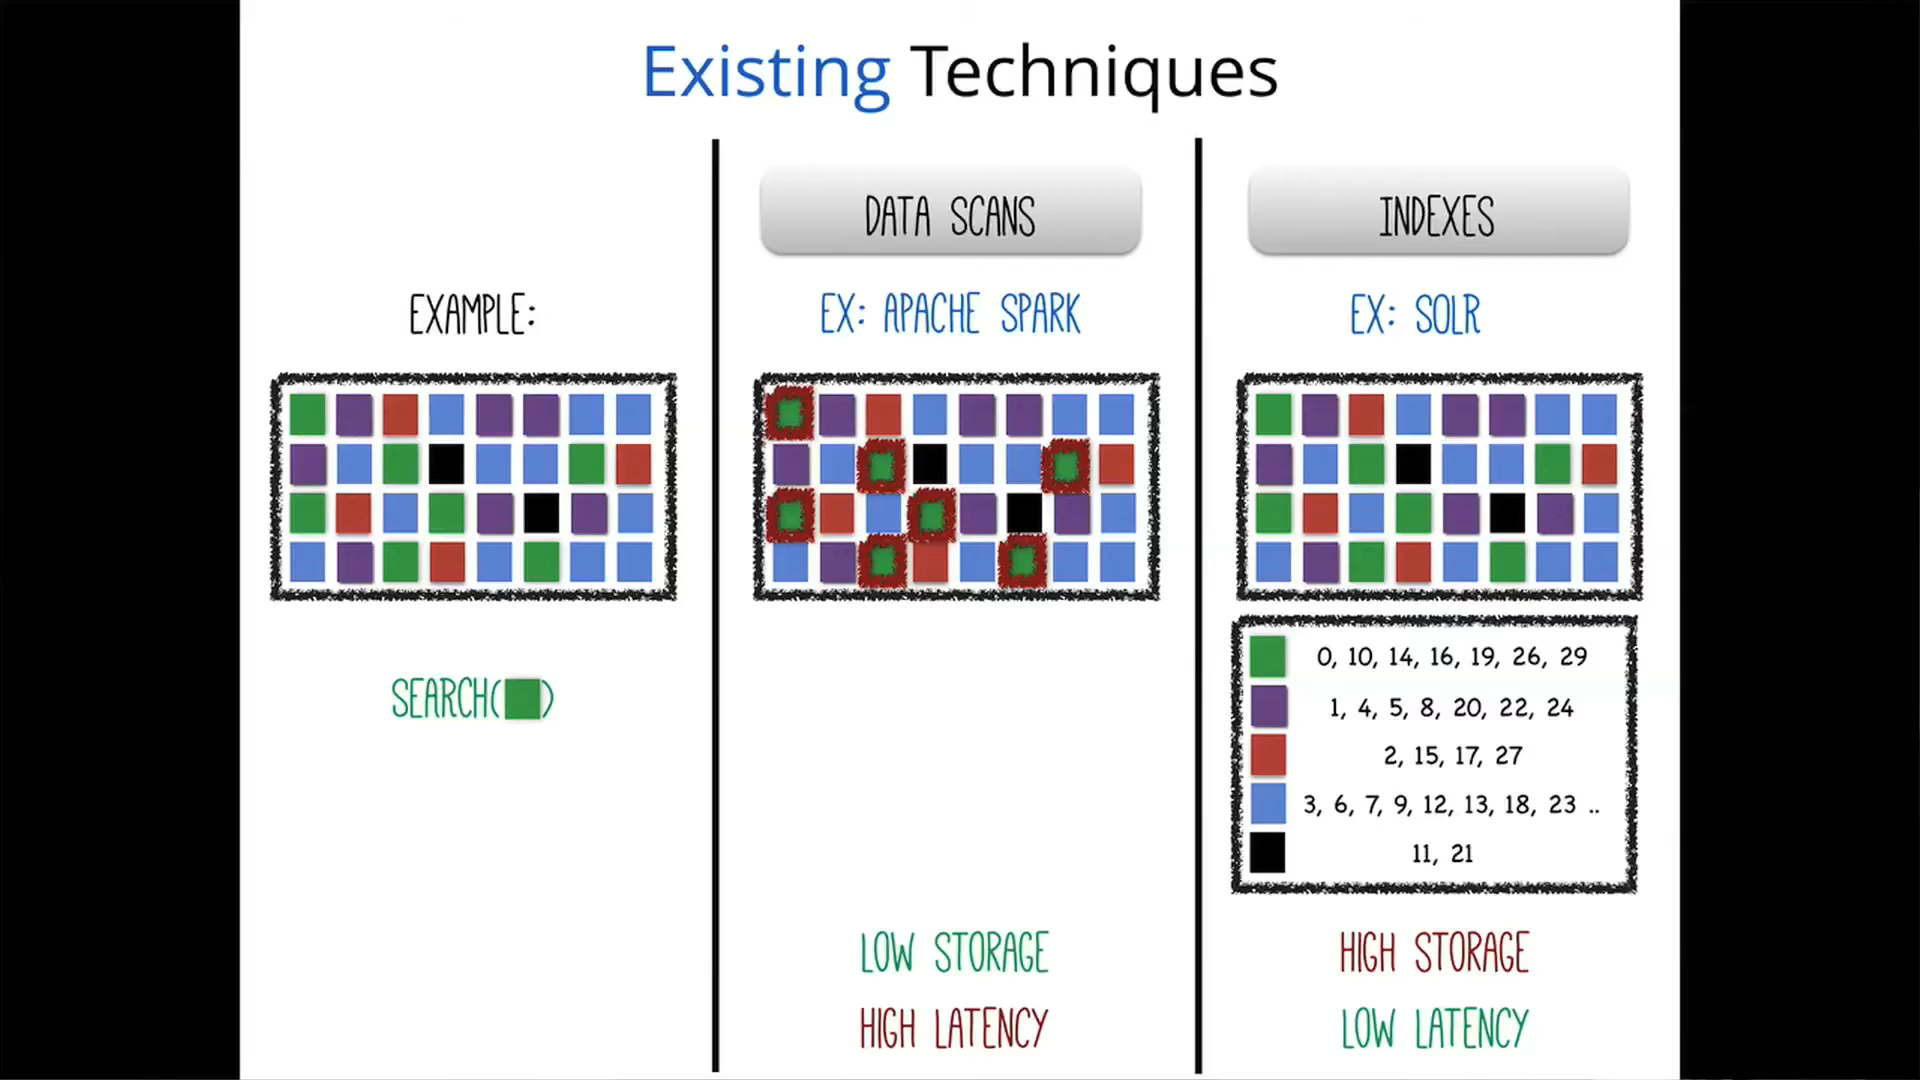 Existing Techniques
EXAMPLE:
SEARCH( )
DATA SCANS
EX: APACHE SPARK
LOW STORAGE
HIGH LATENCY
INDEXES
EX: SOLR
0, 10, 14, 16, 19, 26, 29
1, 4, 5, 8, 20, 22, 24
2, 15, 17, 27
3, 6, 7, 9, 12, 13, 18, 23 ..
11, 21
HIGH STORAGE
LOW LATENCY